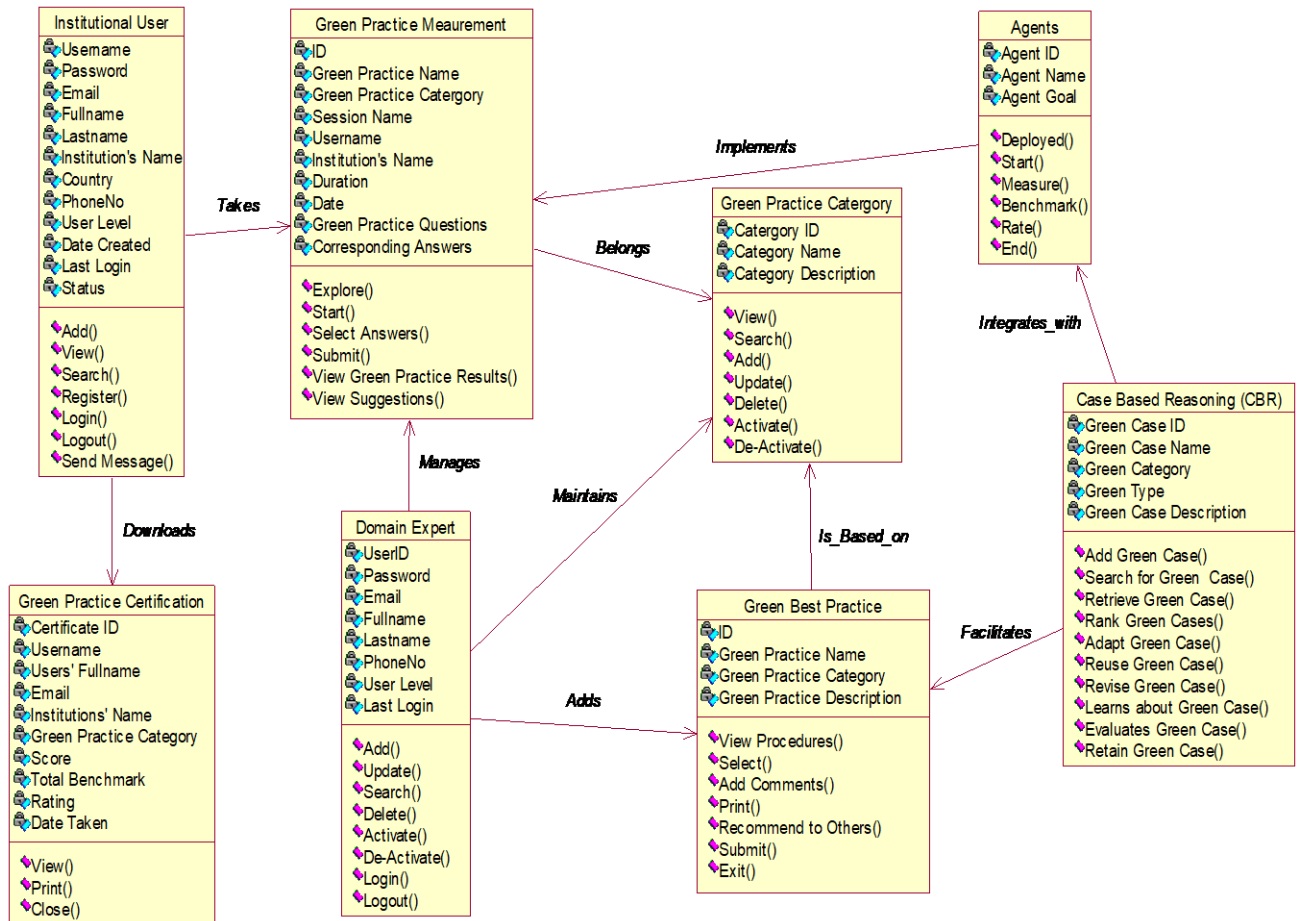 Institutional User
Username
Password
Email
Fullname
Lastname
Institution's Name
Country
PhoneNo
User Level
Date Created
Last Login
Status
Add()
View()
Search()
Register()
Login()
Logout()
Send Message()
Takes
Downloads
Green Practice Certification
Certificate ID
Username
Users' Fullname
Email
Institutions' Name
Green Practice Category
Score
Total Benchmark
Rating
Date Taken
View()
Print()
Close()
Green Practice Meaurement
ID
Green Practice Name
Green Practice Catergory
Session Name
Username
Institution's Name
Duration
Date
Green Practice Questions
Corresponding Answers
Explore()
Start()
Select Answers()
Submit()
View Green Practice Results()
View Suggestions()
Manages
Domain Expert
UserID
Password
Email
Fullname
Lastname
PhoneNo
User Level
Last Login
Add()
Update()
Search()
Delete()
Activate()
De-Activate()
Login()
Logout()
Implements
Belongs
Maintains
Adds
Green Practice Catergory
Catergory ID
Category Name
Category Description
View()
Search()
Add()
Update()
Delete()
Activate()
De-Activate()
Is_Based_on
Green Best Practice
ID
Green Practice Name
Green Practice Category
Green Practice Description
View Procedures()
Select()
Add Comments()
Print()
Recommend to Others()
Submit()
Exit()
Agents
Agent ID
Agent Name
Agent Goal
Deployed()
Start()
Measure()
Benchmark()
Rate()
End()
Integrates_with
Facilitates
Case Based Reasoning (CBR)
Green Case ID
Green Case Name
Green Category
Green Type
Green Case Description
Add Green Case()
Search for Green Case()
Retrieve Green Case()
Rank Green Cases()
Adapt Green Case()
Reuse Green Case()
Revise Green Case()
Learns about Green Case()
Evaluates Green Case()
Retain Green Case()